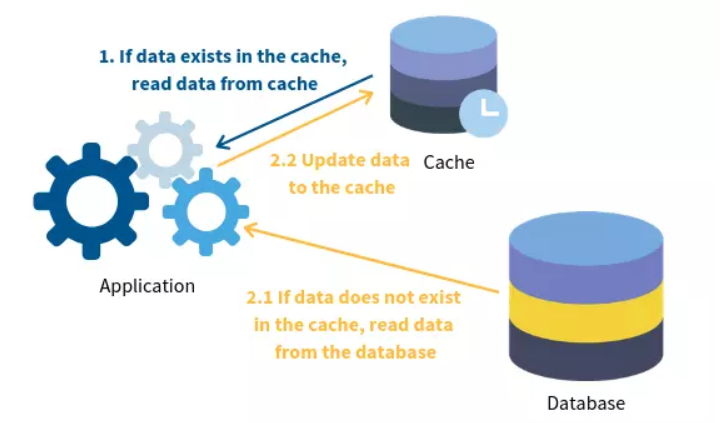 1. If data exists in the cache,
read data from cache
2.2 Update data
to the cache
Cache
Application
2.1 If data does not exist
in the cache, read data
from the database
Database